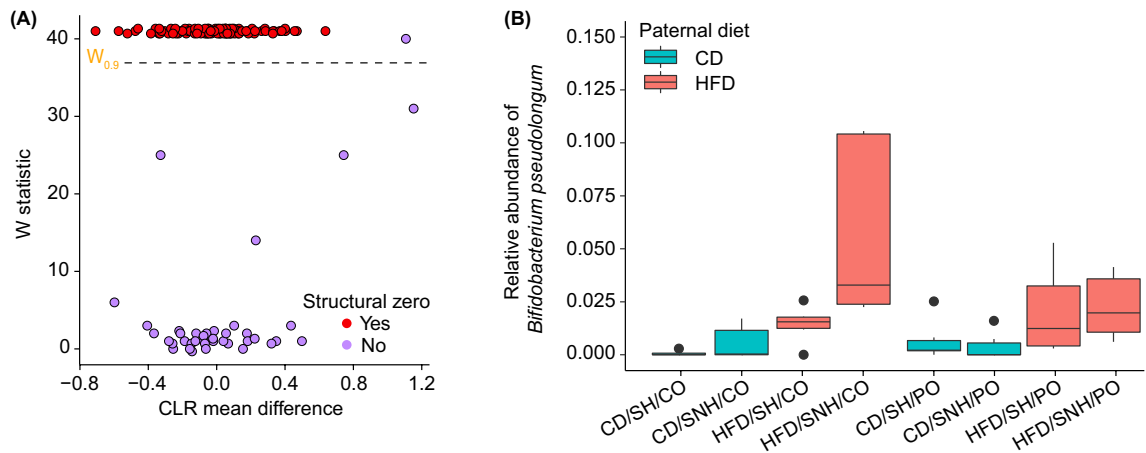 (A)
W statistic
40
30
20
10
0
W0.9
Structural zero
Yes
No
−0.8
−0.4
0.0
0.4
0.8
1.2
CLR mean difference
(B)
Relative abundance of
Bifidobacterium pseudolongum
0.150
0.125
0.100
0.075
0.050
0.025
0.000
Paternal diet
CD
HFD
CD/SH/CO
CD/SNH/CO
HFD/SH/CO
HFD/SNH/CO
CD/SH/PO
CD/SNH/PO
HFD/SH/PO
HFD/SNH/PO